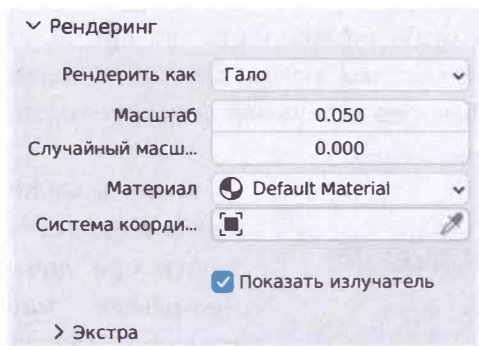 Рендеринг
Рендерить как Гало
Масштаб 0.050
Случайный масш... 0.000
Материал Default Material
Система коорди...
Показать излучатель
Экстра